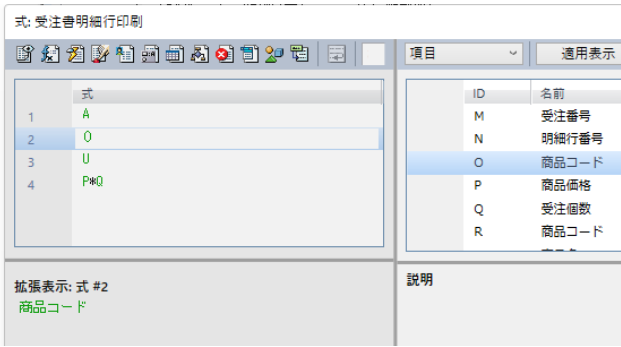 式: 受注書明細行印刷
項目
適用表示
式
1 A
2 O
3 U
4 P*Q
ID 名前
M 受注番号
N 明細行番号
O 商品コード
P 商品価格
Q 受注個数
R 商品コード
拡張表示: 式 #2
商品コード
説明